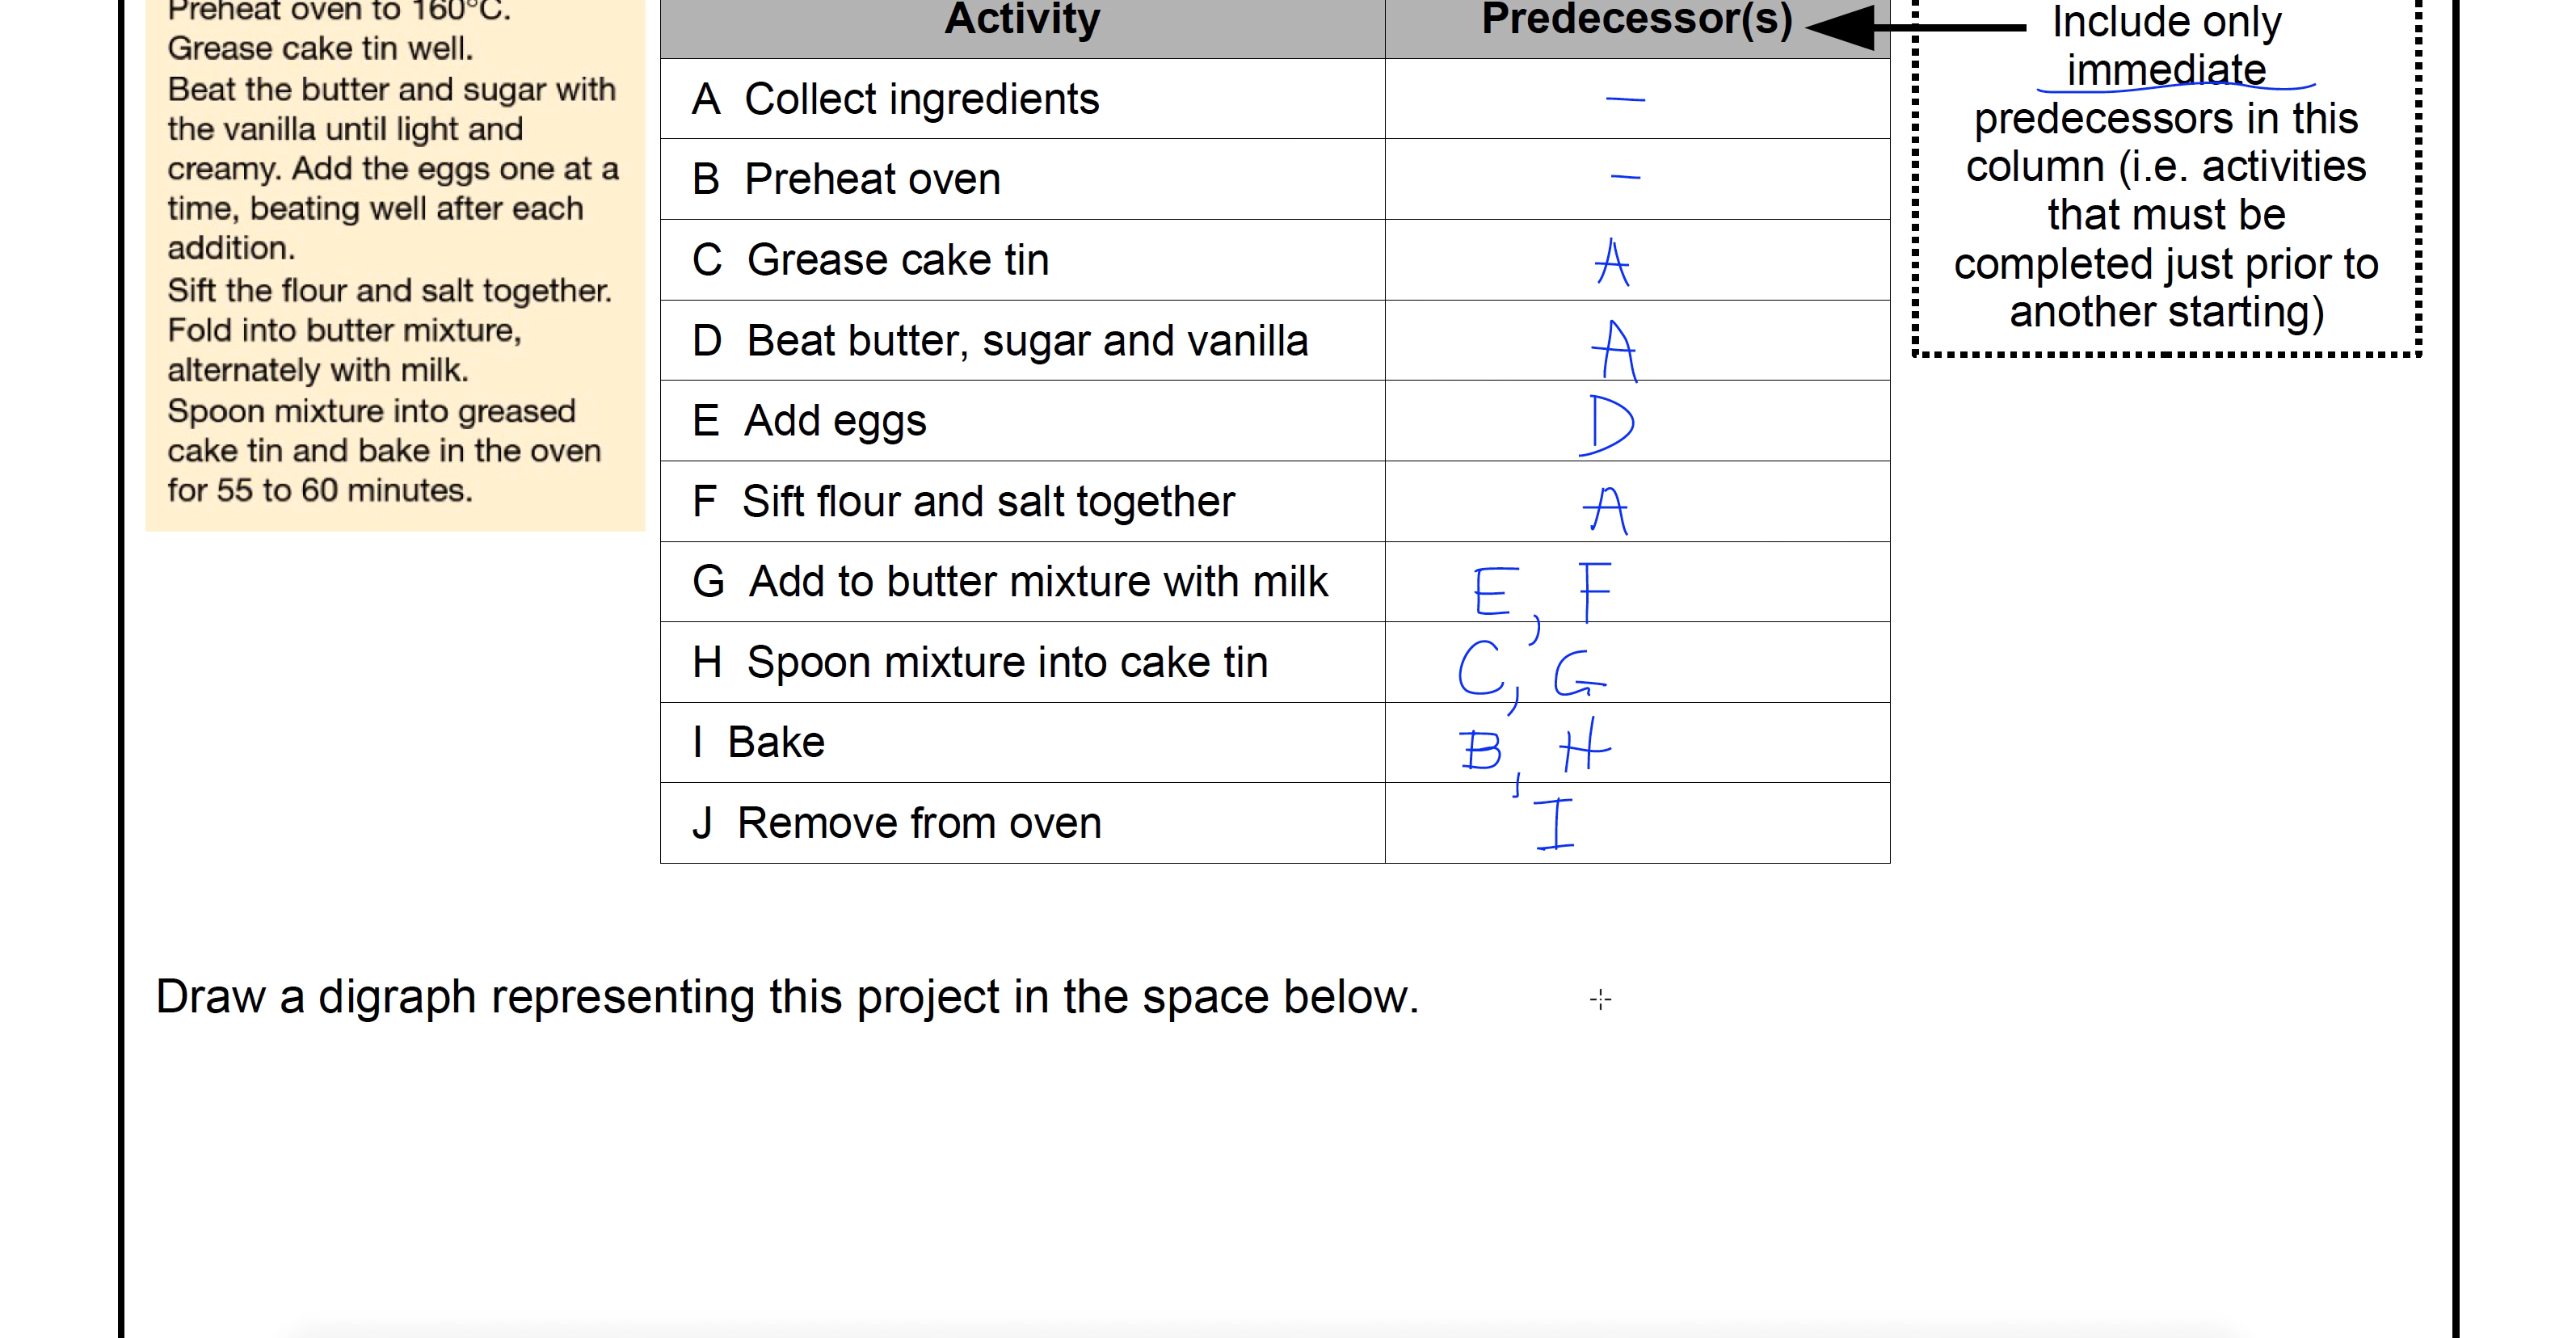 Preheat oven to 160°C.
Grease cake tin well.
Beat the butter and sugar with
the vanilla until light and
creamy. Add the eggs one at a
time, beating well after each
addition.
Sift the flour and salt together.
Fold into butter mixture,
alternately with milk.
Spoon mixture into greased
cake tin and bake in the oven
for 55 to 60 minutes.
Activity Predecessor(s)
A Collect ingredients –
B Preheat oven –
C Grease cake tin A
D Beat butter, sugar and vanilla A
E Add eggs D
F Sift flour and salt together A
G Add to butter mixture with milk E, F
H Spoon mixture into cake tin C, G
I Bake B, H
J Remove from oven I
Include only
immediate
predecessors in this
column (i.e. activities
that must be
completed just prior to
another starting)
Draw a digraph representing this project in the space below.